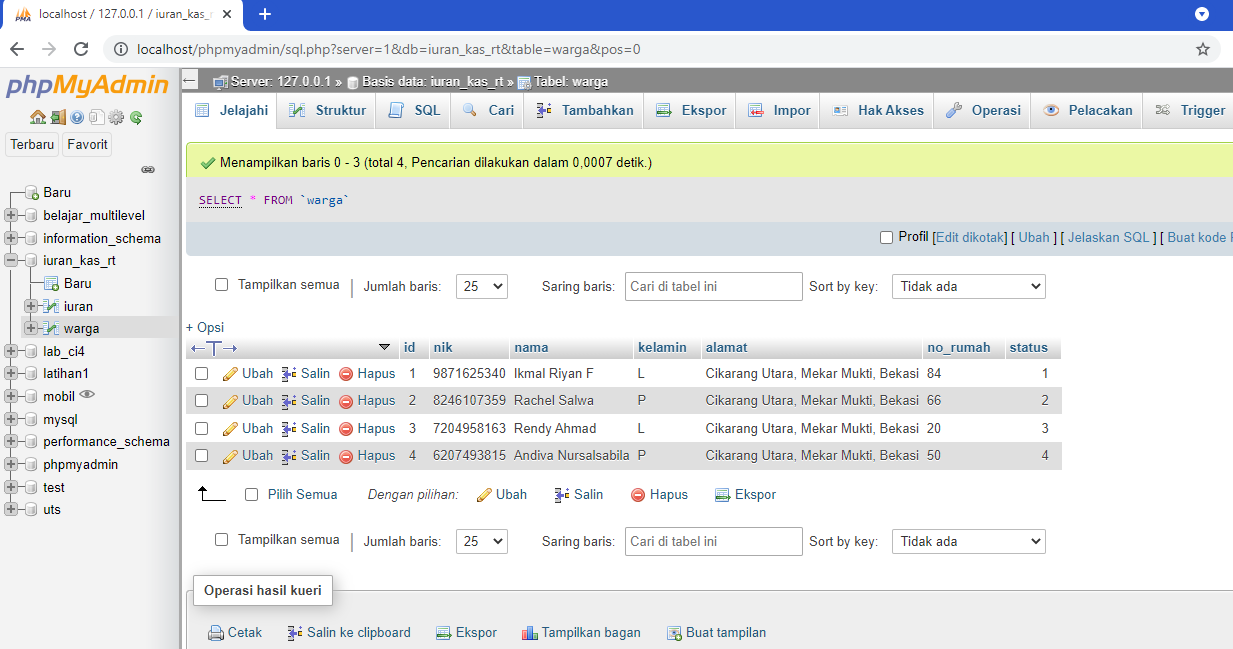 localhost / 127.0.0.1 / iuran_kas_
localhost/phpmyadmin/sql.php?server=1&db=iuran_kas_rt&table=warga&pos=0
phpMyAdmin
Terbaru Favorit
Baru
belajar_multilevel
information_schema
iuran_kas_rt
Baru
iuran
warga
lab_ci4
latihan1
mobil
mysql
performance_schema
phpmyadmin
test
uts
Server: 127.0.0.1 » Basis data: iuran_kas_rt » Tabel: warga
Jelajahi Struktur SQL Cari Tambahkan Ekspor Impor Hak Akses Operasi Pelacakan Trigger
Menampilkan baris 0 - 3 (total 4, Pencarian dilakukan dalam 0,0007 detik.)
SELECT * FROM `warga`
Profil [Edit dikotak] [ Ubah ] [ Jelaskan SQL ] [ Buat kode
Tampilkan semua | Jumlah baris: 25 Saring baris: Cari di tabel ini Sort by key: Tidak ada
+ Opsi
←T→ id nik nama kelamin alamat no_rumah status
Ubah Salin Hapus 1 9871625340 Ikmal Riyan F L Cikarang Utara, Mekar Mukti, Bekasi 84 1
Ubah Salin Hapus 2 8246107359 Rachel Salwa P Cikarang Utara, Mekar Mukti, Bekasi 66 2
Ubah Salin Hapus 3 7204958163 Rendy Ahmad L Cikarang Utara, Mekar Mukti, Bekasi 20 3
Ubah Salin Hapus 4 6207493815 Andiva Nursalsabila P Cikarang Utara, Mekar Mukti, Bekasi 50 4
Pilih Semua Dengan pilihan: Ubah Salin Hapus Ekspor
Tampilkan semua | Jumlah baris: 25 Saring baris: Cari di tabel ini Sort by key: Tidak ada
Operasi hasil kueri
Cetak Salin ke clipboard Ekspor Tampilkan bagan Buat tampilan